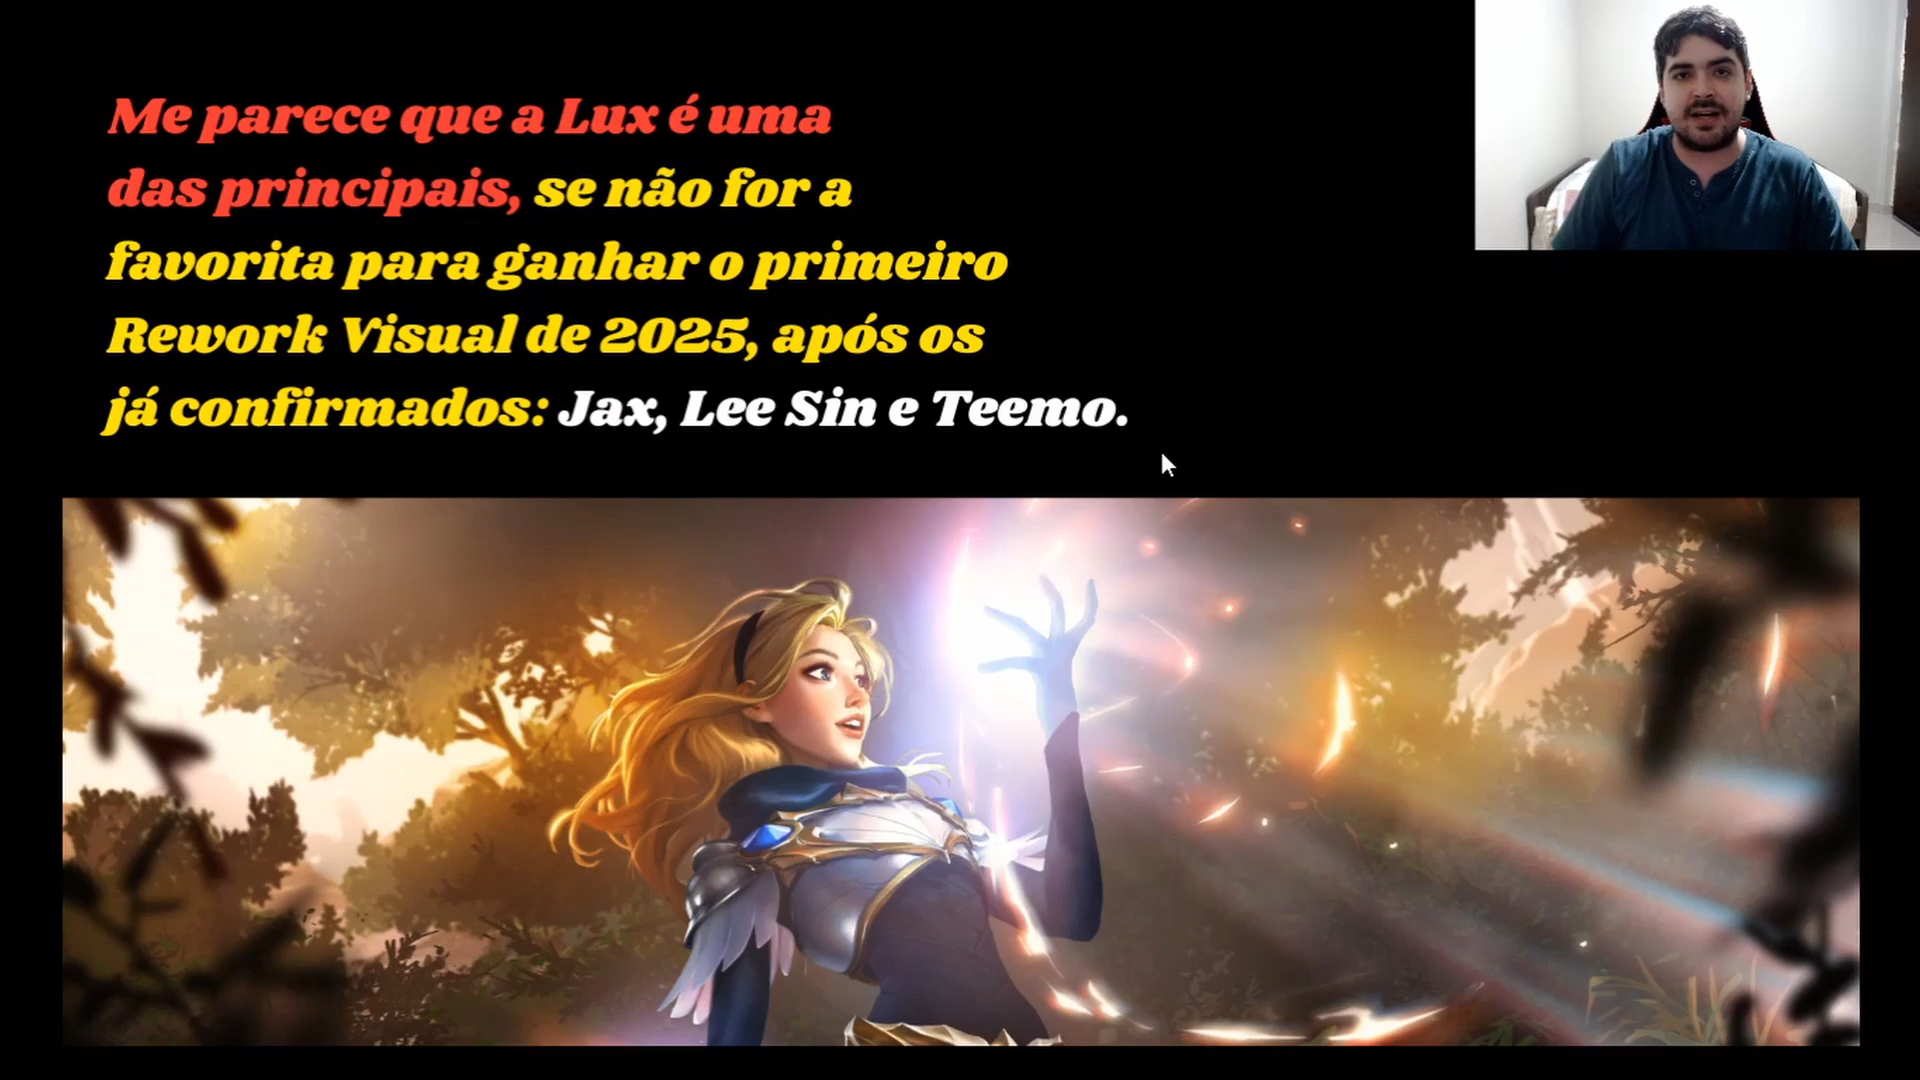 Me parece que a Lux é uma
das principais, se não for a
favorita para ganhar o primeiro
Rework Visual de 2025, após os
já confirmados: Jax, Lee Sin e Teemo.